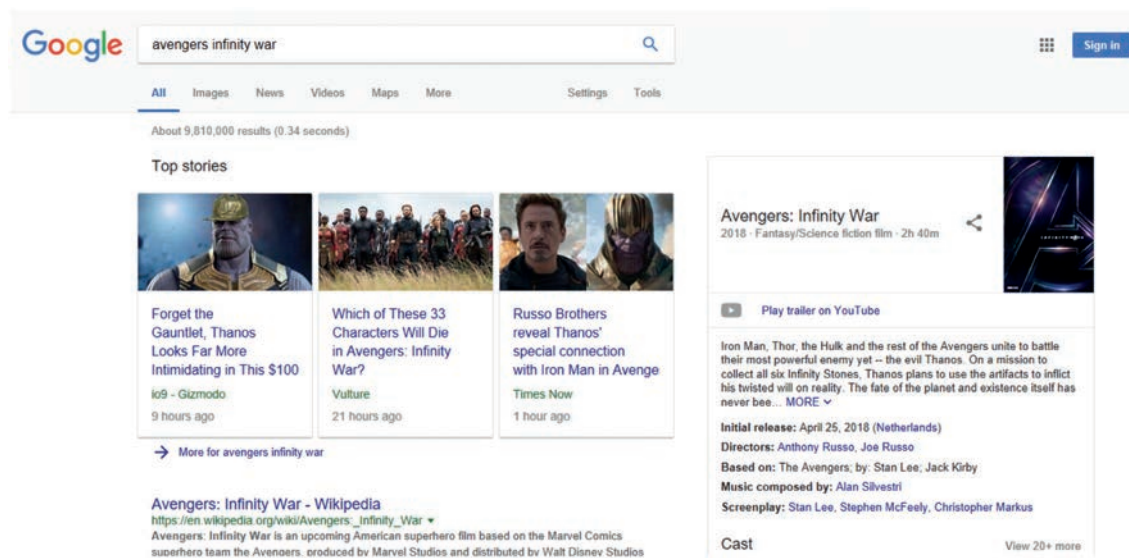 Google
avengers infinity war
Sign in
All Images News Videos Maps More Settings Tools
About 9,810,000 results (0.34 seconds)
Top stories
Forget the
Gauntlet, Thanos
Looks Far More
Intimidating in This $100
io9 - Gizmodo
9 hours ago
Which of These 33
Characters Will Die
in Avengers: Infinity
War?
Vulture
21 hours ago
Russo Brothers
reveal Thanos'
special connection
with Iron Man in Avenge
Times Now
1 hour ago
More for avengers infinity war
Avengers: Infinity War - Wikipedia
https://en.wikipedia.org/wiki/Avengers:_Infinity_War
Avengers: Infinity War is an upcoming American superhero film based on the Marvel Comics
superhero team the Avengers, produced by Marvel Studios and distributed by Walt Disney Studios
Avengers: Infinity War
2018 · Fantasy/Science fiction film · 2h 40m
INFINITY WAR
Play trailer on YouTube
Iron Man, Thor, the Hulk and the rest of the Avengers unite to battle
their most powerful enemy yet -- the evil Thanos. On a mission to
collect all six Infinity Stones, Thanos plans to use the artifacts to inflict
his twisted will on reality. The fate of the planet and existence itself has
never bee... MORE
Initial release: April 25, 2018 (Netherlands)
Directors: Anthony Russo, Joe Russo
Based on: The Avengers; by: Stan Lee; Jack Kirby
Music composed by: Alan Silvestri
Screenplay: Stan Lee, Stephen McFeely, Christopher Markus
Cast
View 20+ more